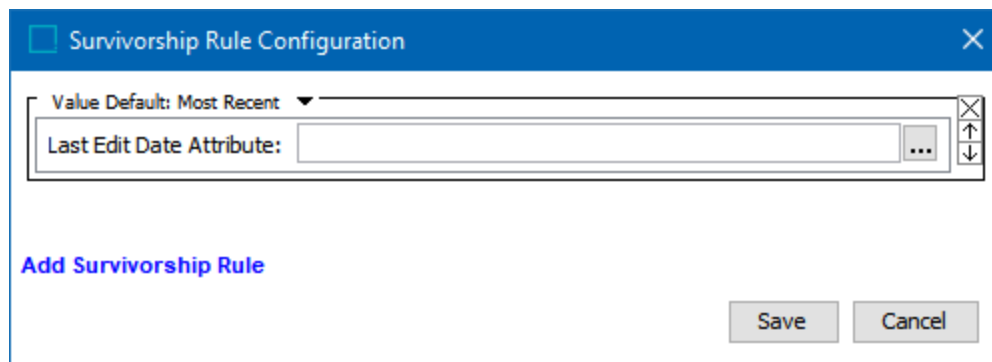 Survivorship Rule Configuration
Value Default: Most Recent
Last Edit Date Attribute:
...
Add Survivorship Rule
Save Cancel